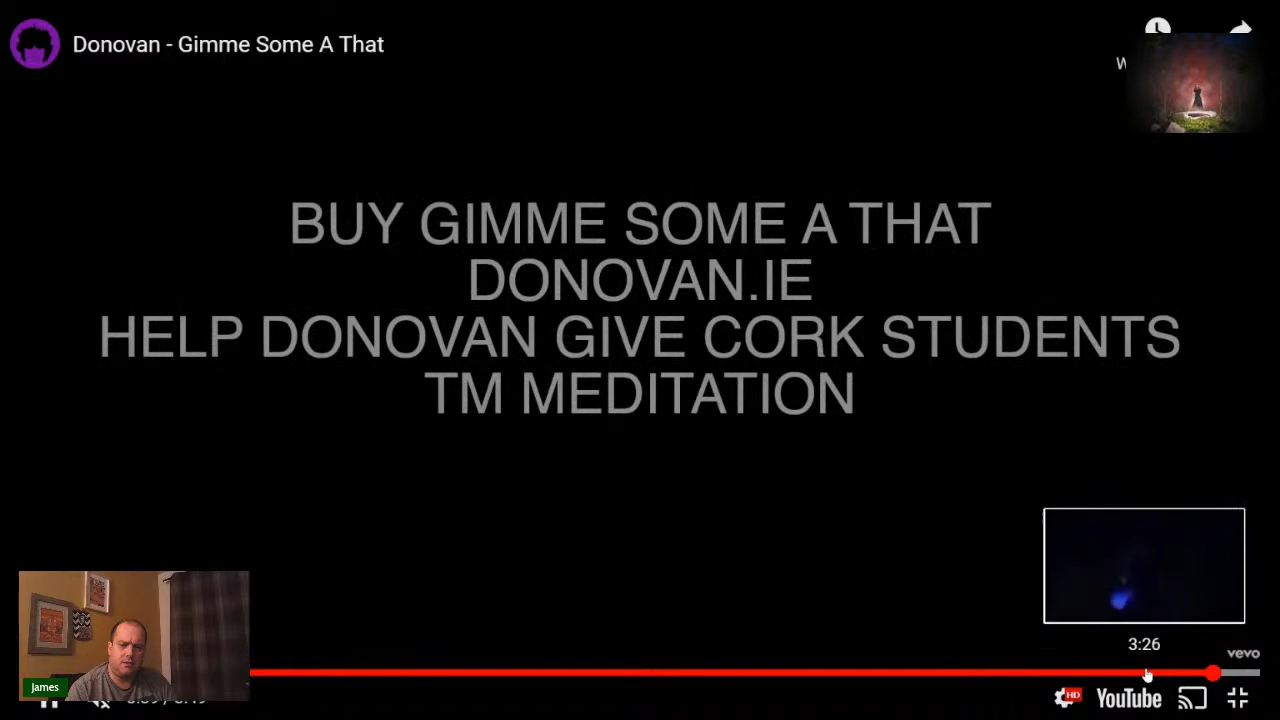 Donovan - Gimme Some A That
W
BUY GIMME SOME A THAT
DONOVAN.IE
HELP DONOVAN GIVE CORK STUDENTS
TM MEDITATION
3:26
vevo
James
HD
YouTube